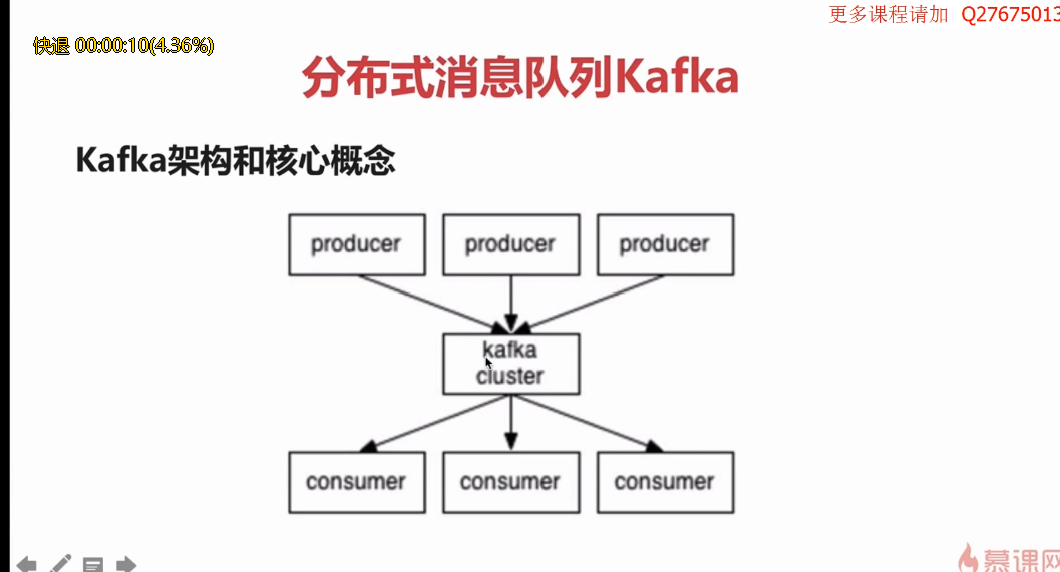 更多课程请加 Q27675013
快退 00:00:10(4.36%)
分布式消息队列Kafka
Kafka架构和核心概念
producer
producer
producer
kafka
cluster
consumer
consumer
consumer
慕课网